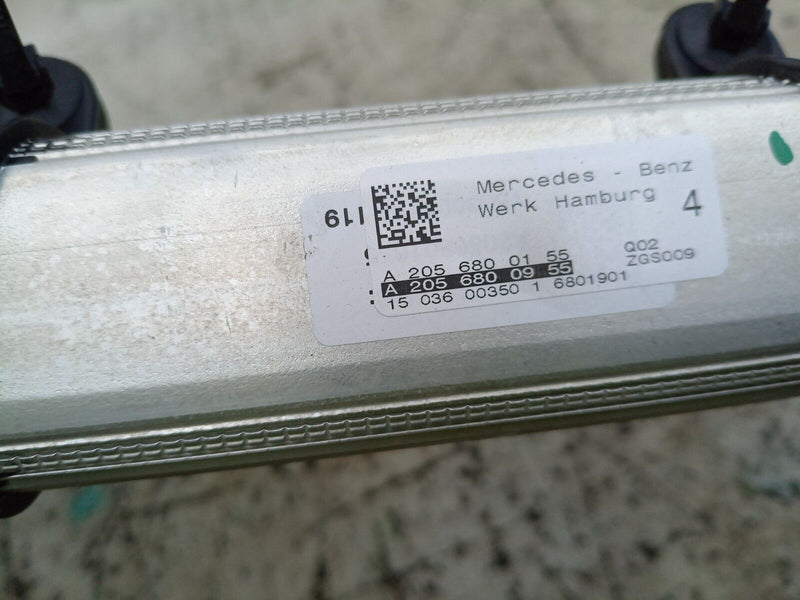 Mercedes - Benz
Werk Hamburg
4
I19
A 205 680 01 55
Q02
A 205 680 09 55
ZGS009
15 036 00350 1 6801901